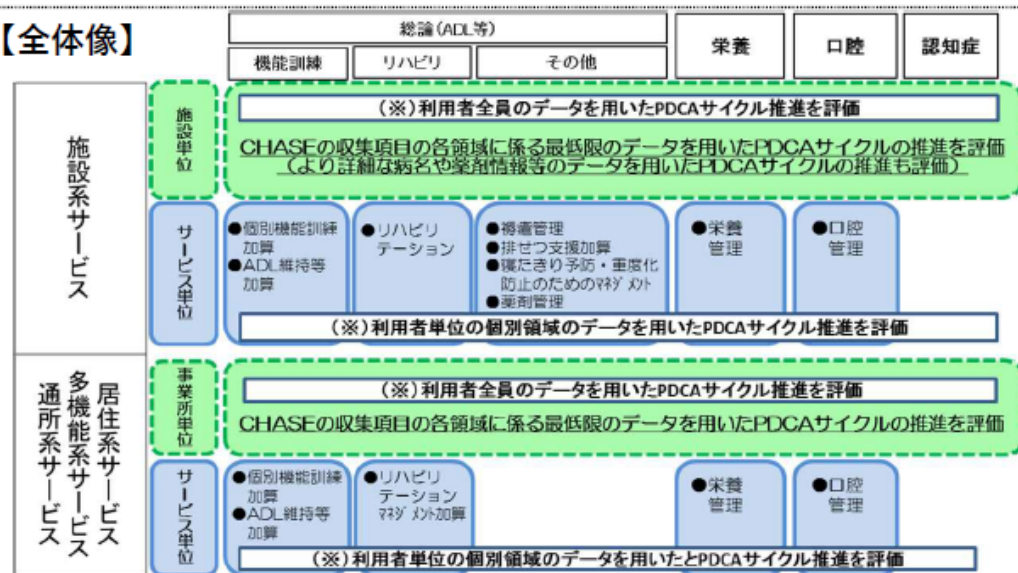 【全体像】
総論(ADL等)
機能訓練
リハビリ
その他
栄養
口腔
認知症
施設系サービス
施設単位
(※)利用者全員のデータを用いたPDCAサイクル推進を評価
CHASEの収集項目の各領域に係る最低限のデータを用いたPDCAサイクルの推進を評価
(より詳細な病名や薬剤情報等のデータを用いたPDCAサイクルの推進も評価)
サービス単位
●個別機能訓練
加算
●ADL維持等
加算
●リハビリ
テーション
●褥瘡管理
●排せつ支援加算
●寝たきり予防・重度化
防止のためのマネジメント
●薬剤管理
●栄養
管理
●口腔
管理
(※)利用者単位の個別領域のデータを用いたPDCAサイクル推進を評価
居住系サービス
多機能系サービス
通所系サービス
事業所単位
(※)利用者全員のデータを用いたPDCAサイクル推進を評価
CHASEの収集項目の各領域に係る最低限のデータを用いたPDCAサイクルの推進を評価
サービス単位
●個別機能訓練
加算
●ADL維持等
加算
●リハビリ
テーション
マネジメント加算
●栄養
管理
●口腔
管理
(※)利用者単位の個別領域のデータを用いたとPDCAサイクル推進を評価